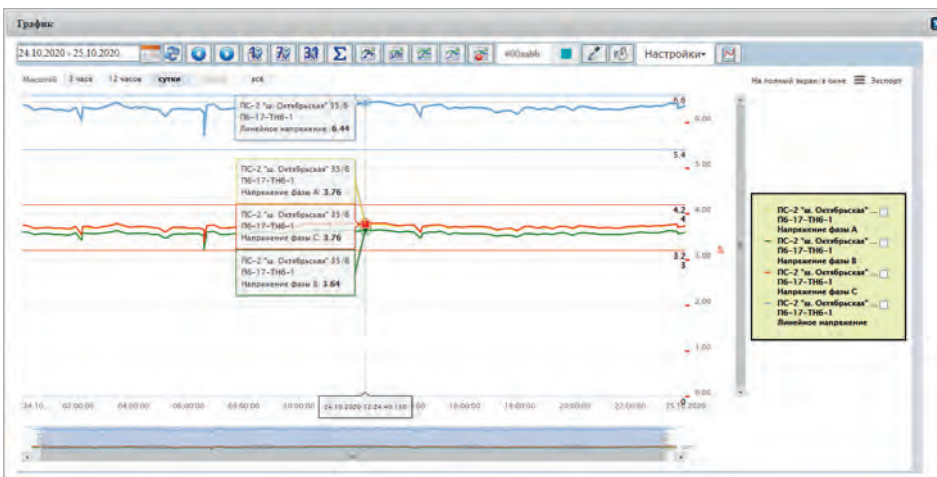 График
24.10.2020 - 25.10.2020
Σ
#00aabb
Настройки
Масштаб 3 часа 12 часов сутки всё
На полный экран/в окне Экспорт
ПС-2 "ш. Октябрьская" 35/6
П6-17-ТН6-1
Линейное напряжение: 6.44
ПС-2 "ш. Октябрьская" 35/6
П6-17-ТН6-1
Напряжение фазы A: 3.76
ПС-2 "ш. Октябрьская" 35/6
П6-17-ТН6-1
Напряжение фазы C: 3.76
ПС-2 "ш. Октябрьская" 35/6
П6-17-ТН6-1
Напряжение фазы B: 3.64
6.6
6.00
5.4
5.00
4.2
4
4.00
3.2
3
3.00
2.00
1.00
0.00
0
ПС-2 "ш. Октябрьская" ...
П6-17-ТН6-1
Напряжение фазы A
ПС-2 "ш. Октябрьская" ...
П6-17-ТН6-1
Напряжение фазы B
ПС-2 "ш. Октябрьская" ...
П6-17-ТН6-1
Напряжение фазы C
ПС-2 "ш. Октябрьская" ...
П6-17-ТН6-1
Линейное напряжение
24.10... 02:00:00 04:00:00 06:00:00 08:00:00 10:00:00 24.10.2020 12:24:40.150 :00 16:00:00 18:00:00 20:00:00 22:00:00 25.10.2020